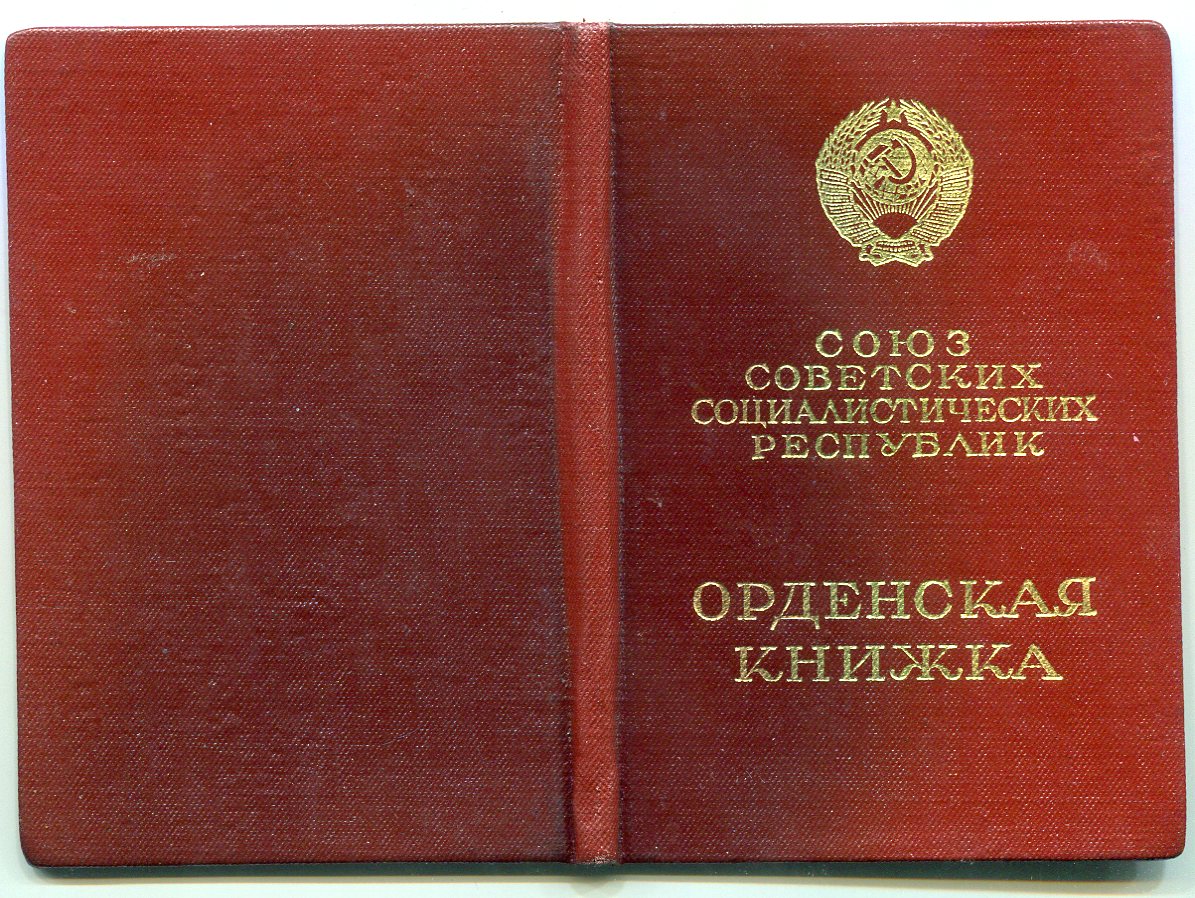 СОЮЗ
СОВЕТСКИХ
СОЦИАЛИСТИЧЕСКИХ
РЕСПУБЛИК
ОРДЕНСКАЯ
КНИЖКА